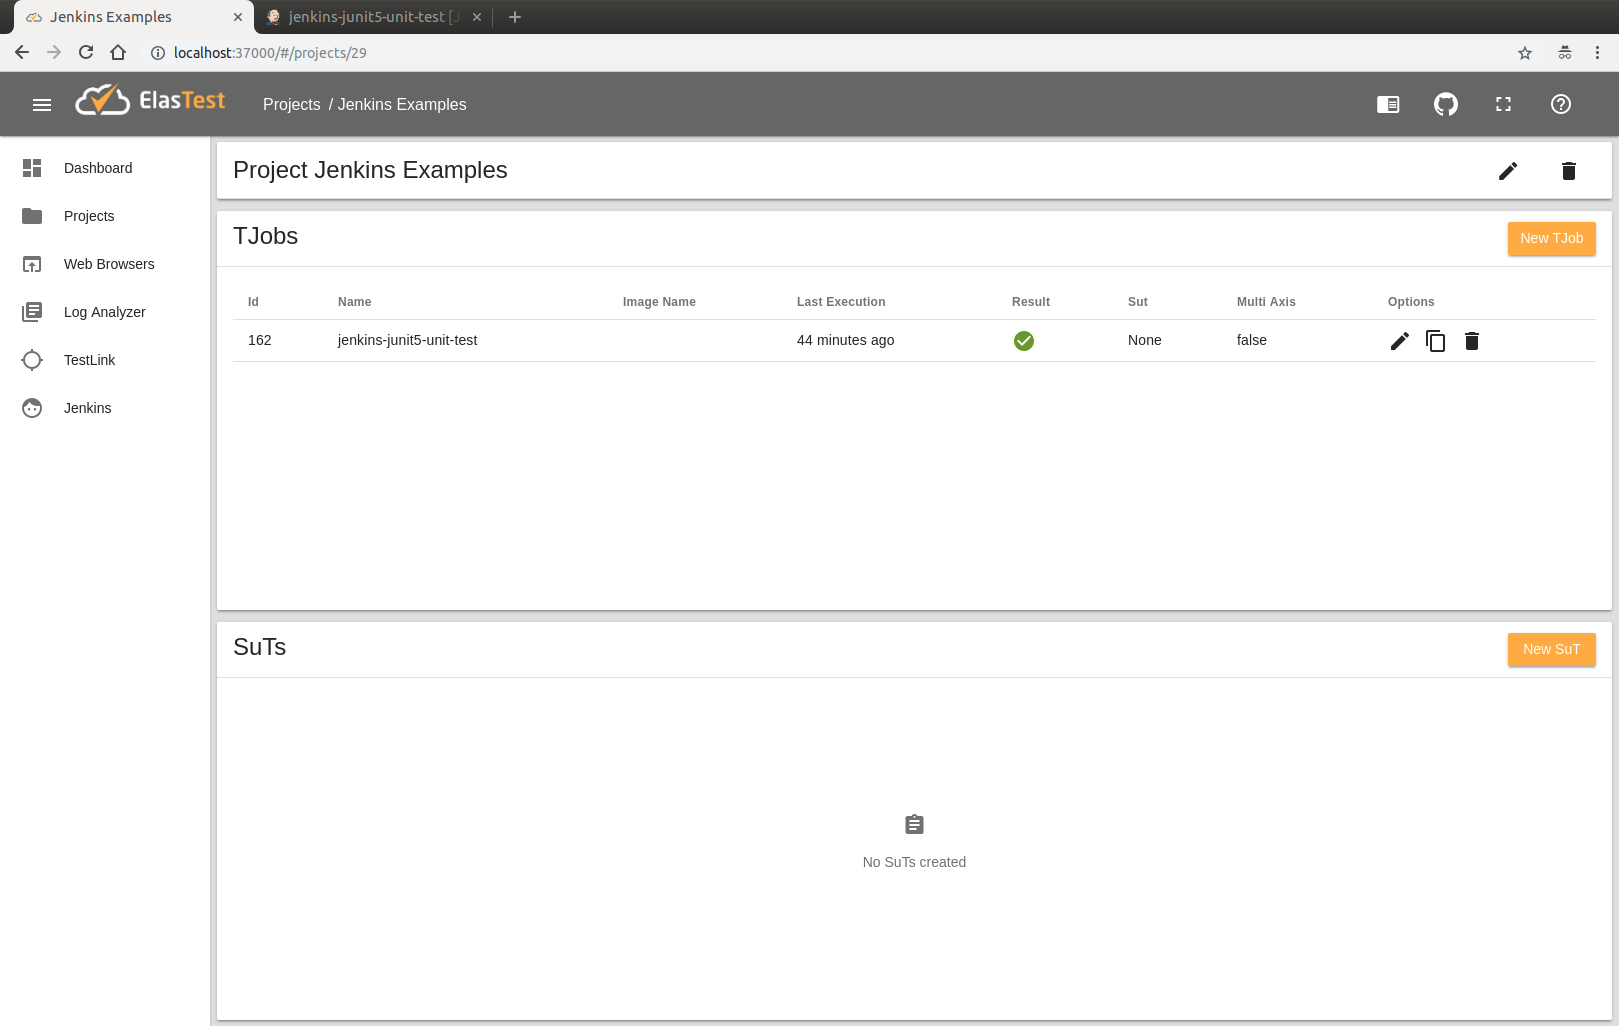 Jenkins Examples
jenkins-junit5-unit-test [J
localhost:37000/#/projects/29
ElasTest
Projects / Jenkins Examples
Dashboard
Projects
Web Browsers
Log Analyzer
TestLink
Jenkins
Project Jenkins Examples
TJobs
New TJob
Id Name Image Name Last Execution Result Sut Multi Axis Options
162 jenkins-junit5-unit-test 44 minutes ago None false
SuTs
New SuT
No SuTs created